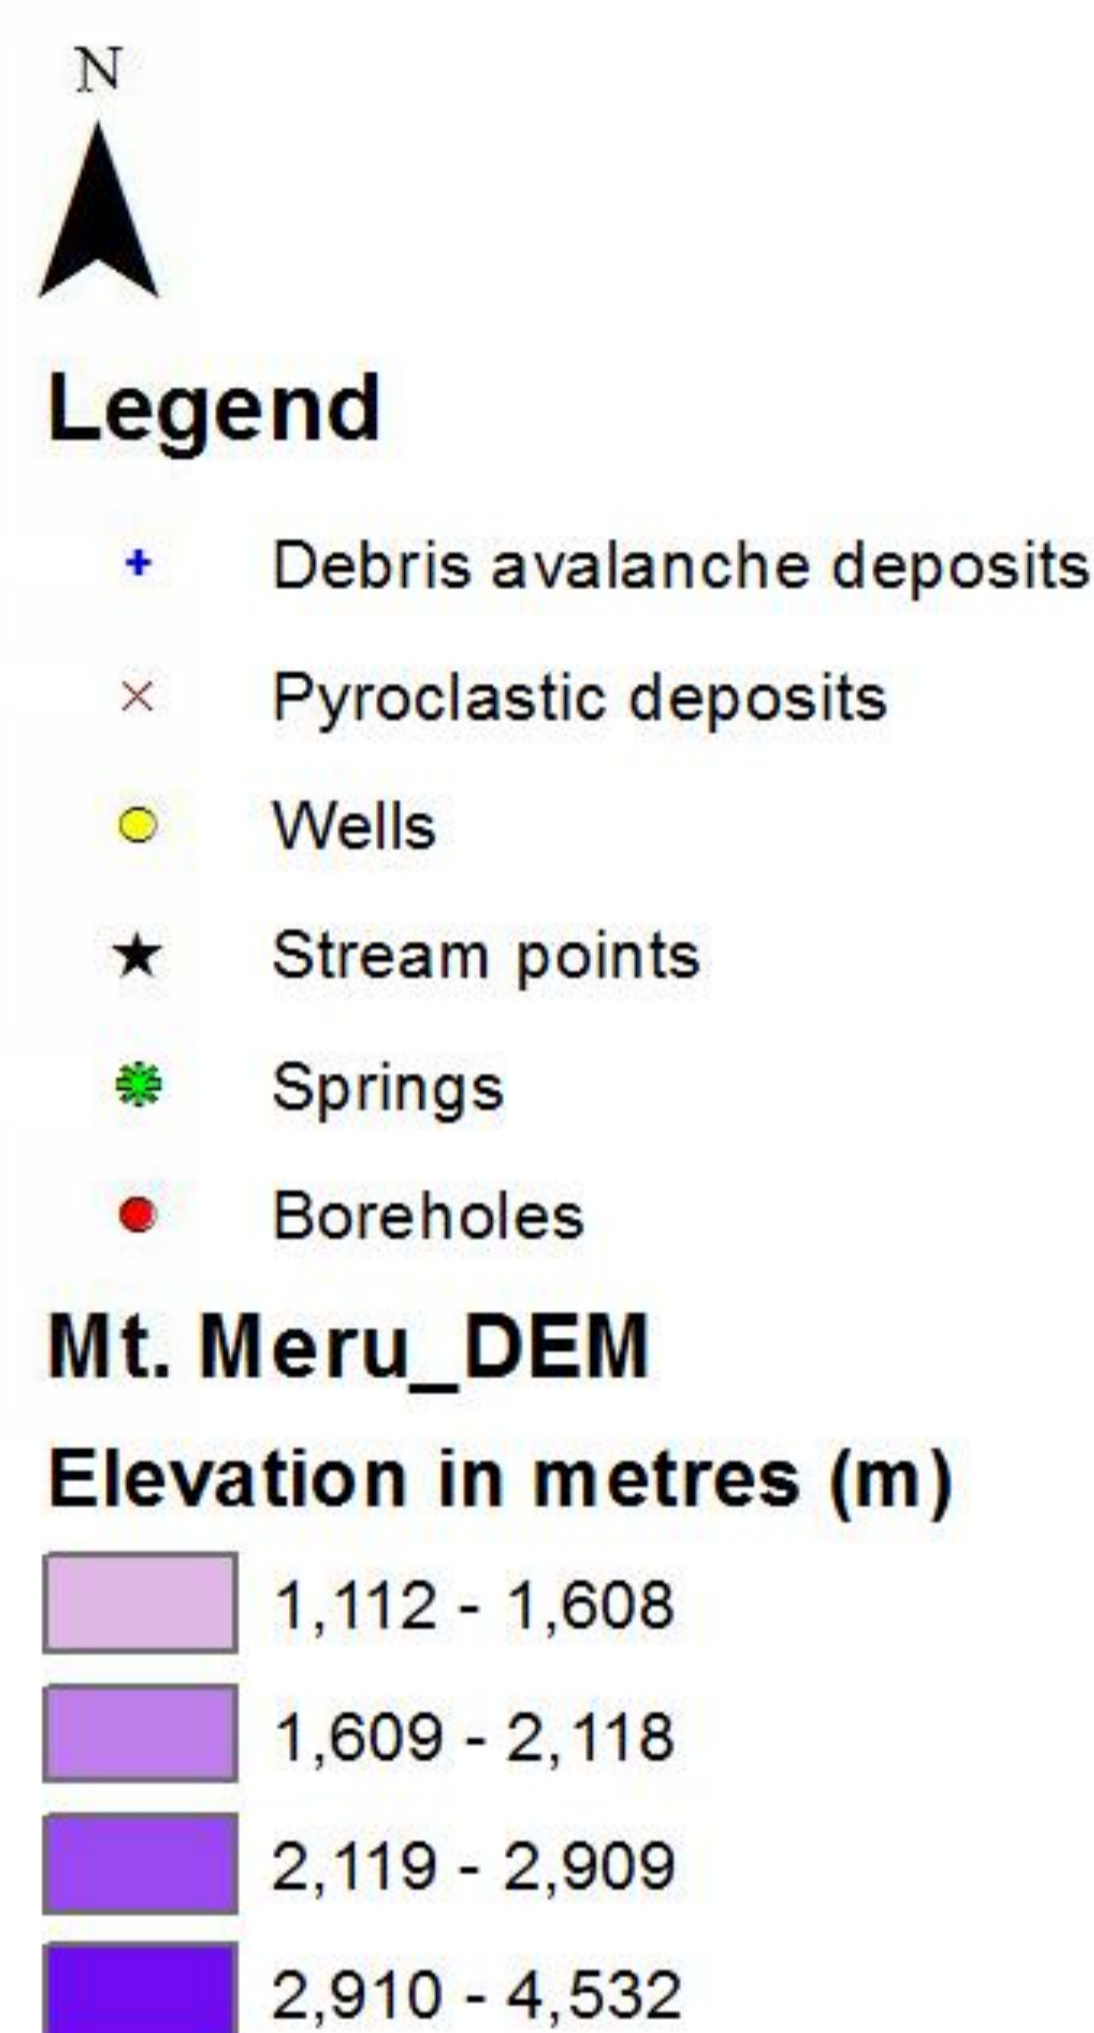 N
Legend
Debris avalanche deposits
Pyroclastic deposits
Wells
Stream points
Springs
Boreholes
Mt. Meru_DEM
Elevation in metres (m)
1,112 - 1,608
1,609 - 2,118
2,119 - 2,909
2,910 - 4,532